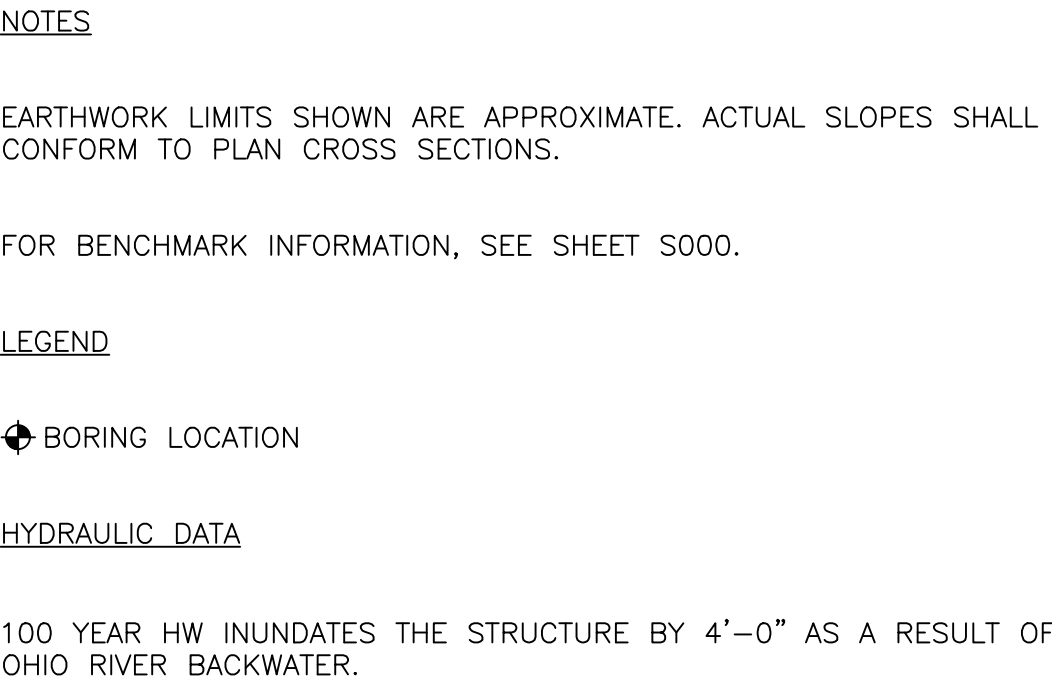 NOTES
EARTHWORK LIMITS SHOWN ARE APPROXIMATE. ACTUAL SLOPES SHALL
CONFORM TO PLAN CROSS SECTIONS.
FOR BENCHMARK INFORMATION, SEE SHEET S000.
LEGEND
BORING LOCATION
HYDRAULIC DATA
100 YEAR HW INUNDATES THE STRUCTURE BY 4'-0" AS A RESULT OF
OHIO RIVER BACKWATER.